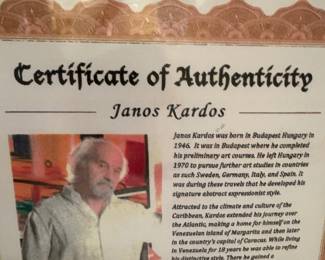 Certificate of Authenticity
Janos Kardos
Janos Kardos was born in Budapest Hungary in
1946. It was in Budapest where he completed
his prelimnary art courses. He left Hungary in
1970 to pursue further art studies in countries
as such Sweden, Germany, Italy, and Spain. It
was during these travels that he developed his
signature abstract expressionist style.
Attracted to the climate and culture of the
Caribbean, Kardos extended his journey over
the Atlantic, making a home for himself on the
Venezuelan island of Margarita and then later
in the country's capital of Caracas. While living
in Venezuela for 18 years he was able to refine
his distinctive style. There he gained a